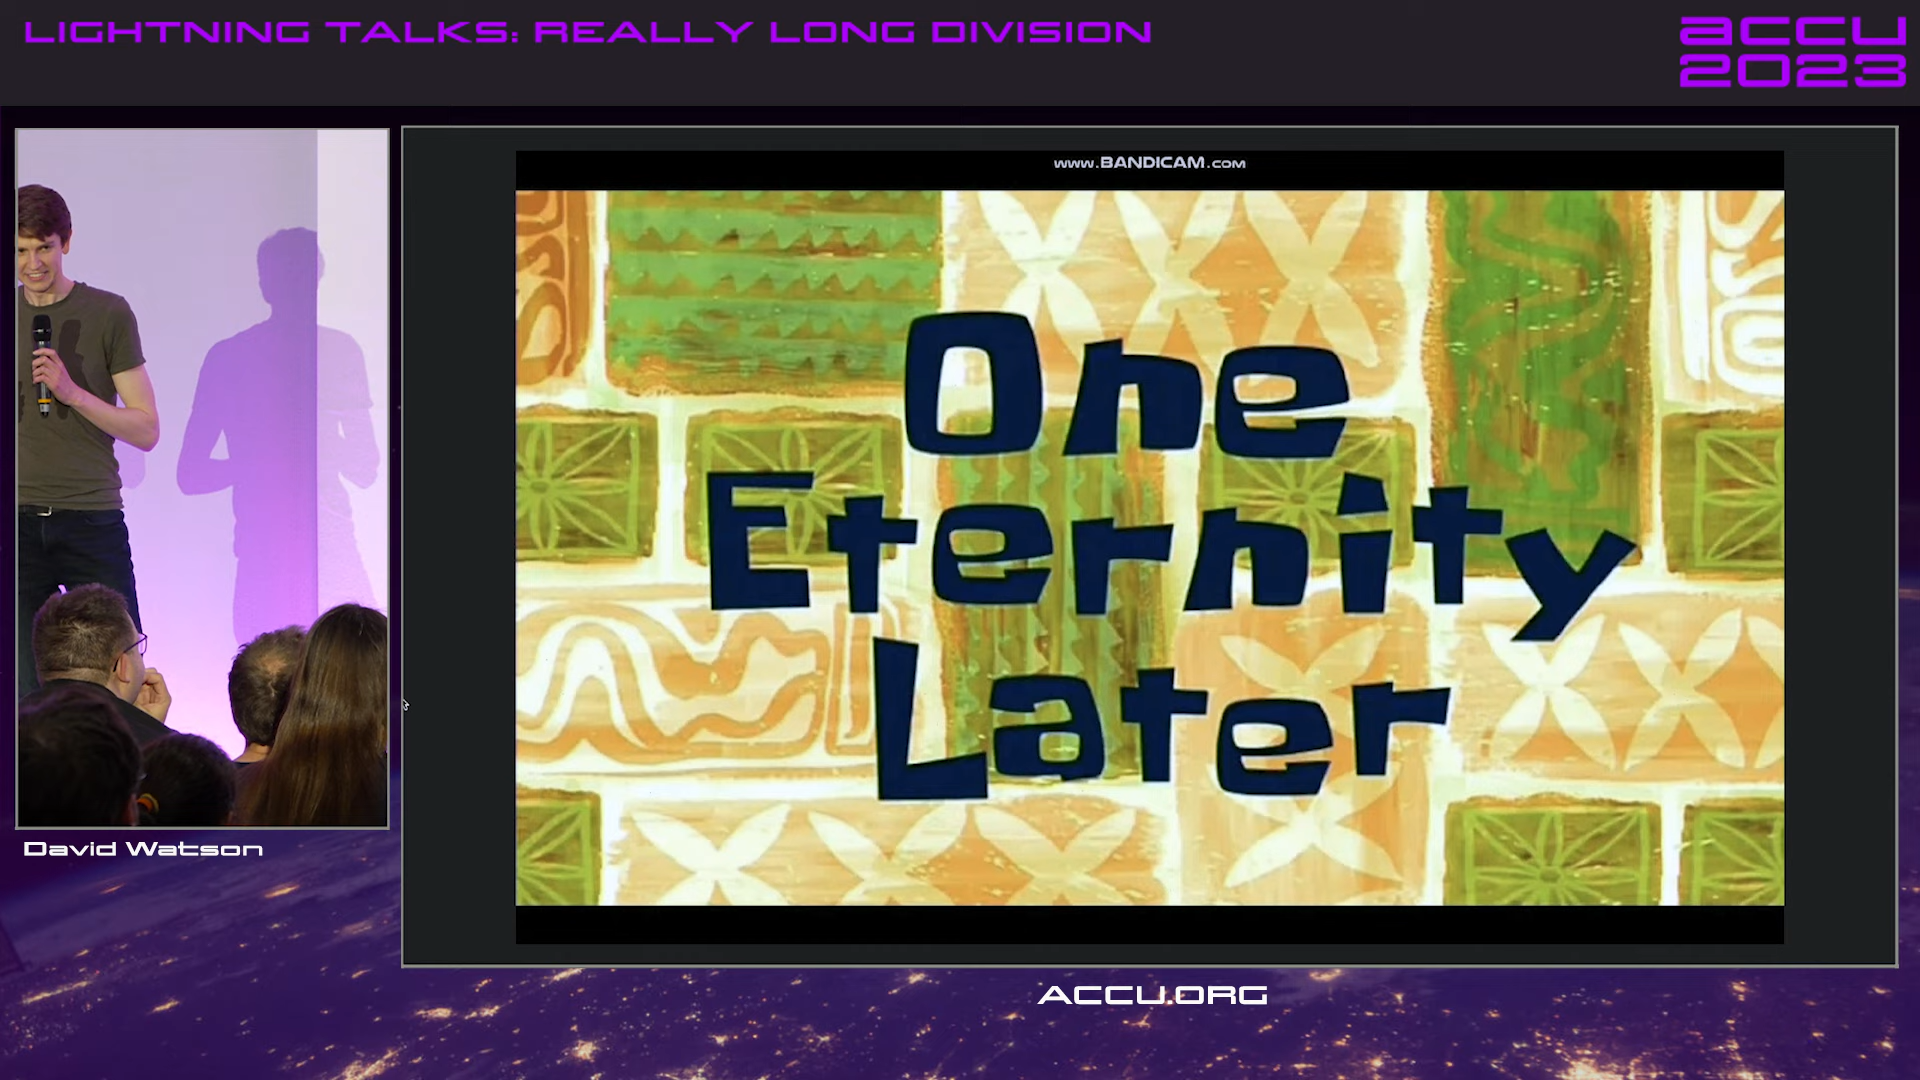 LIGHTNING TALKS: REALLY LONG DIVISION
accu
2023
www.BANDICAM.com
One
Eternity
Later
David Watson
ACCU.ORG